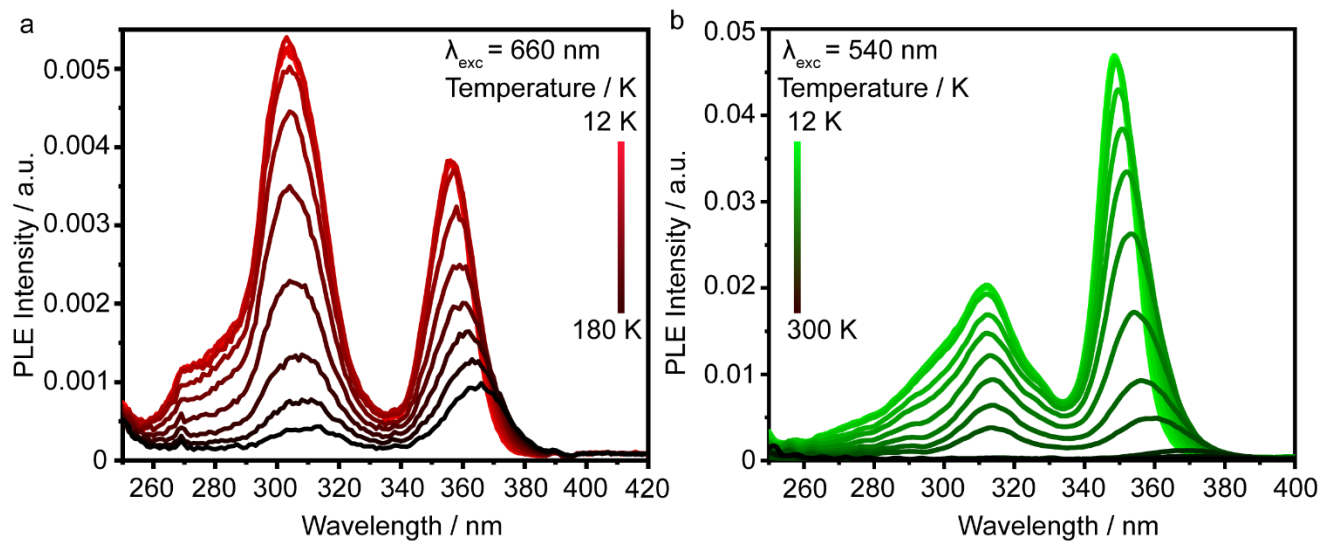 a
λexc = 660 nm
Temperature / K
12 K
180 K
0.005
0.004
0.003
0.002
0.001
0
PLE Intensity / a.u.
260 280 300 320 340 360 380 400 420
Wavelength / nm
b
λexc = 540 nm
Temperature / K
12 K
300 K
0.05
0.04
0.03
0.02
0.01
0
PLE Intensity / a.u.
260 280 300 320 340 360 380 400
Wavelength / nm